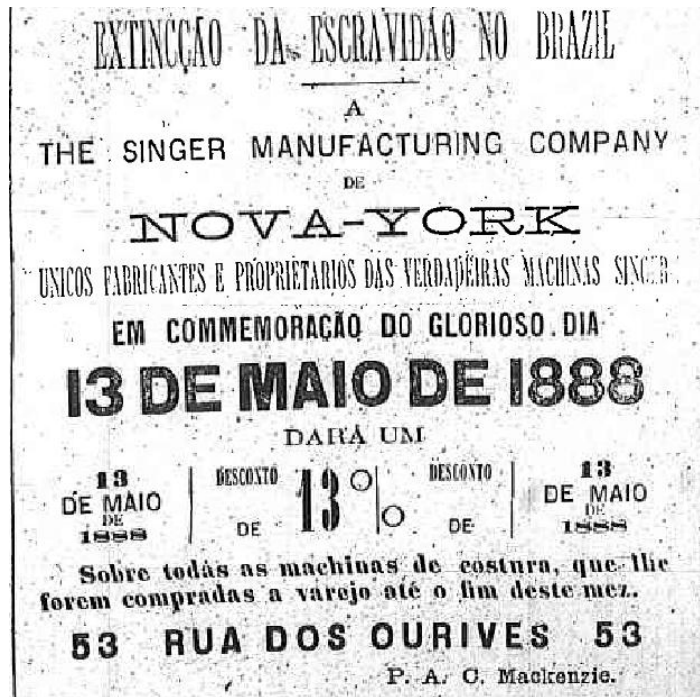 EXTINCÇÃO DA ESCRAVIDÃO NO BRAZIL
A
THE SINGER MANUFACTURING COMPANY
DE
NOVA-YORK
UNICOS FABRICANTES E PROPRIETARIOS DAS VERDADEIRAS MACHINAS SINGER
EM COMMEMORAÇÃO DO GLORIOSO DIA
13 DE MAIO DE 1888
DARÁ UM
13 DE MAIO DE 1888
DESCONTO DE
13%
DESCONTO DE
13 DE MAIO DE 1888
Sobre todas as machinas de costura, que lhe
forem compradas a varejo até o fim deste mez.
53 RUA DOS OURIVES 53
P. A. C. Mackenzie.